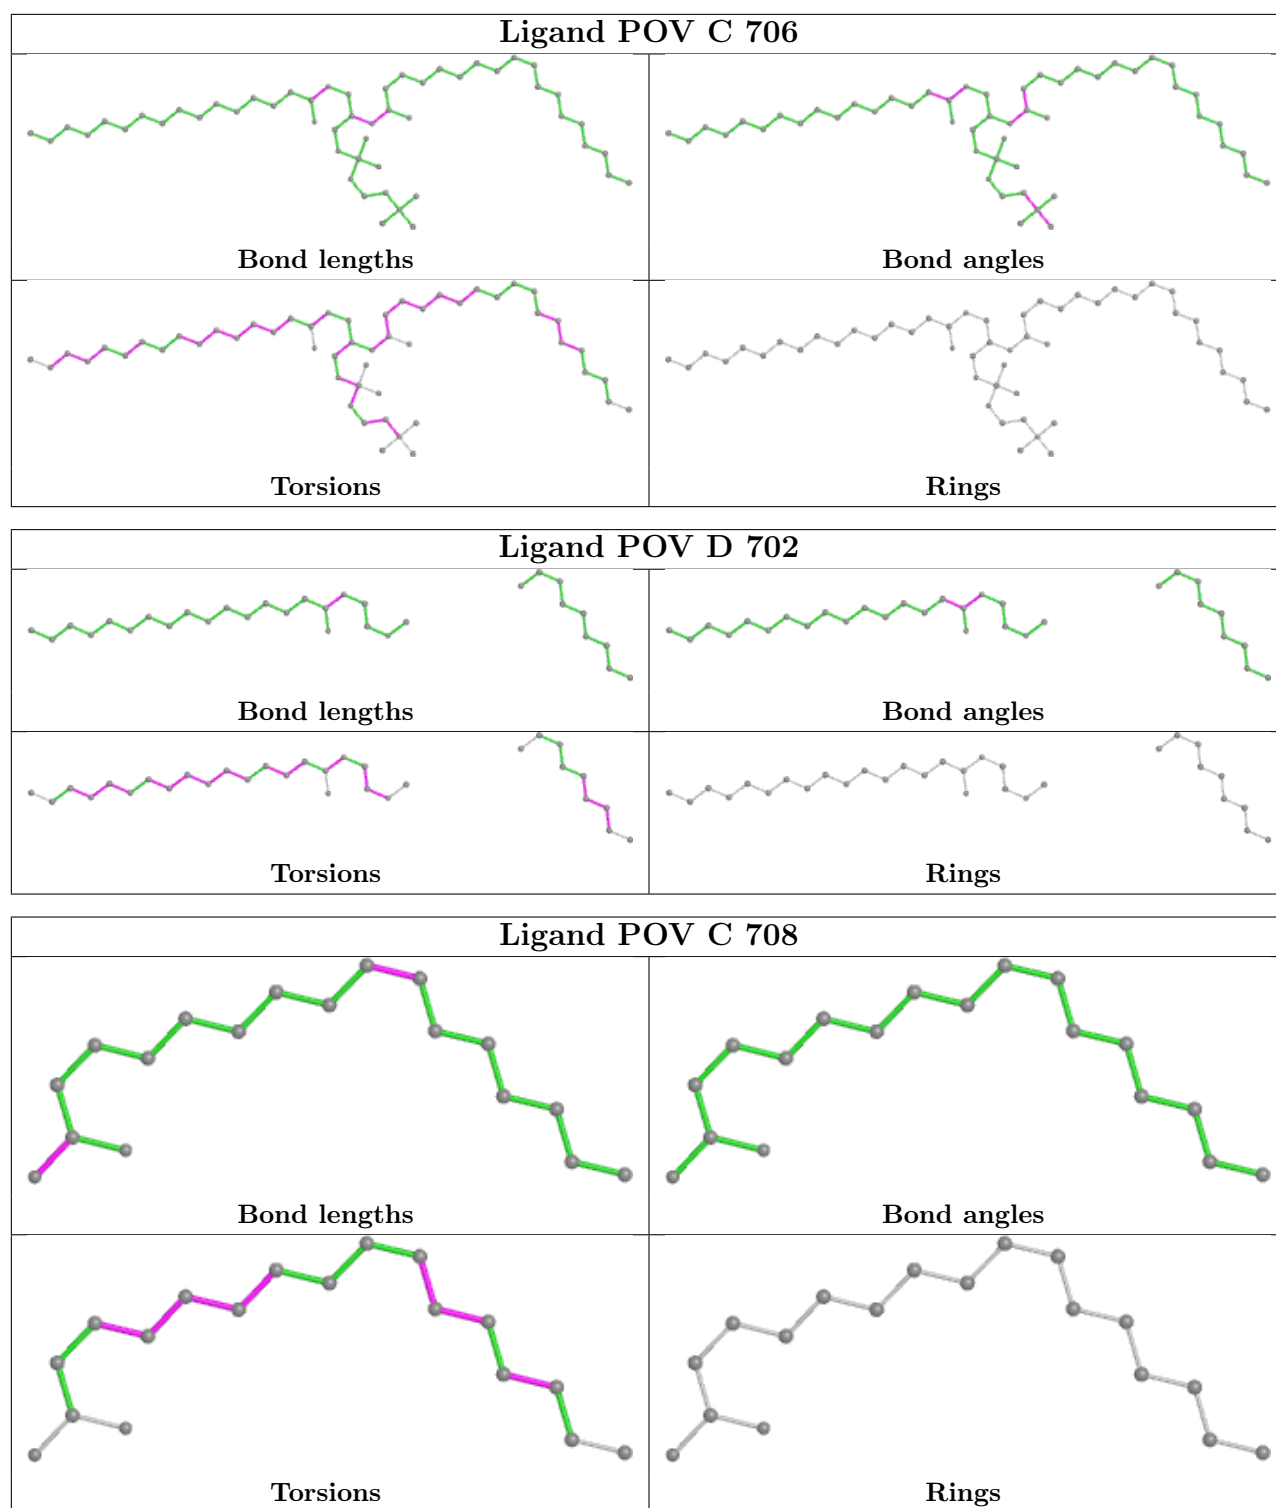 Ligand POV C 706
Bond lengths
Bond angles
Torsions
Rings
Ligand POV D 702
Bond lengths
Bond angles
Torsions
Rings
Ligand POV C 708
Bond lengths
Bond angles
Torsions
Rings